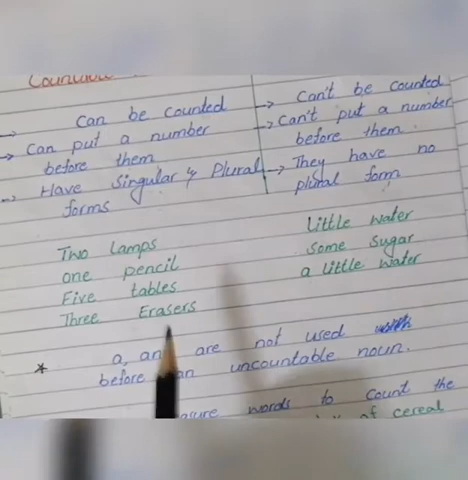 Can be counted
→ Can put a number
before them
→ Have Singular & Plural
forms
Two Lamps
one pencil
Five tables
Three Erasers
→ Can't be counted
→ Can't put a number
before them.
→ They have no
plural form
Little water
Some Sugar
a little water
* a, an are not used
before an uncountable noun.
words to count the
of cereal